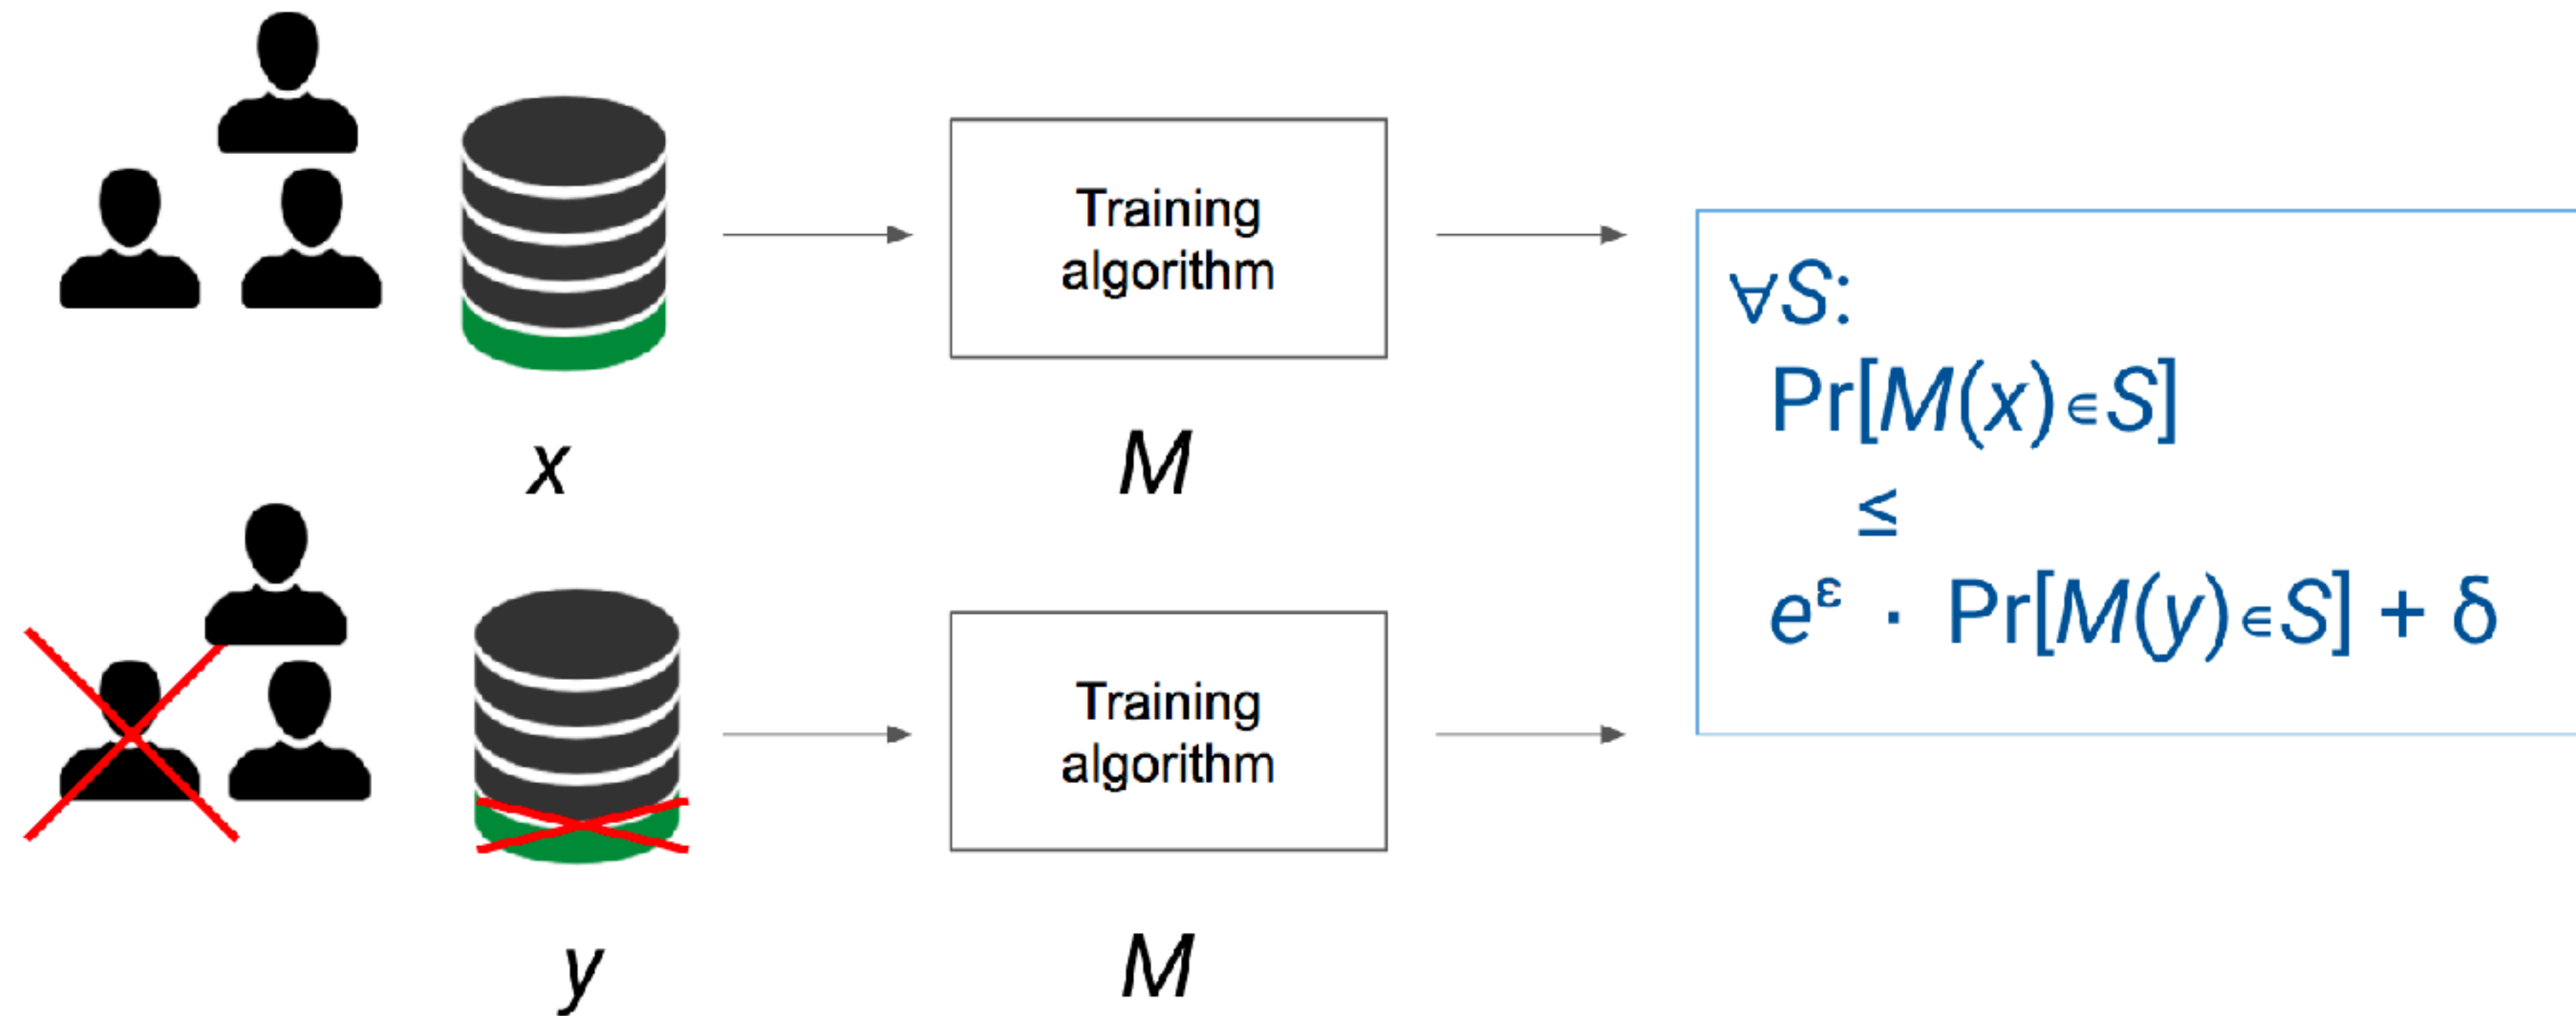 Training
algorithm
x
M
∀S:
Pr[M(x)∈S]
≤
e^ε · Pr[M(y)∈S] + δ
Training
algorithm
y
M